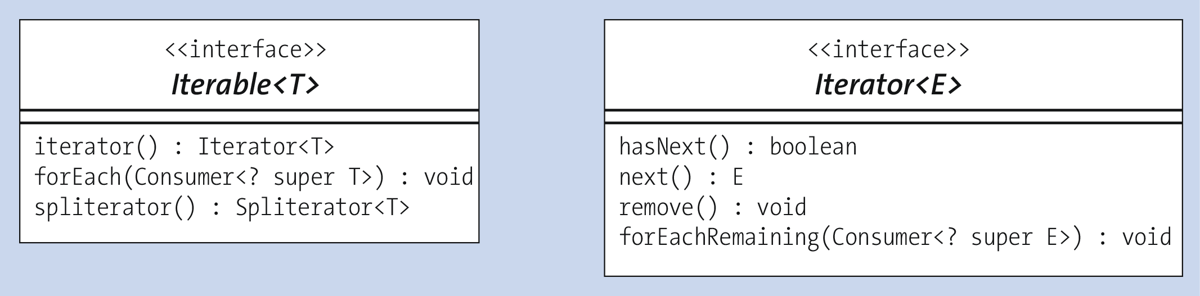 <<interface>>
Iterable<T>
iterator() : Iterator<T>
forEach(Consumer<? super T>) : void
spliterator() : Spliterator<T>
<<interface>>
Iterator<E>
hasNext() : boolean
next() : E
remove() : void
forEachRemaining(Consumer<? super E>) : void